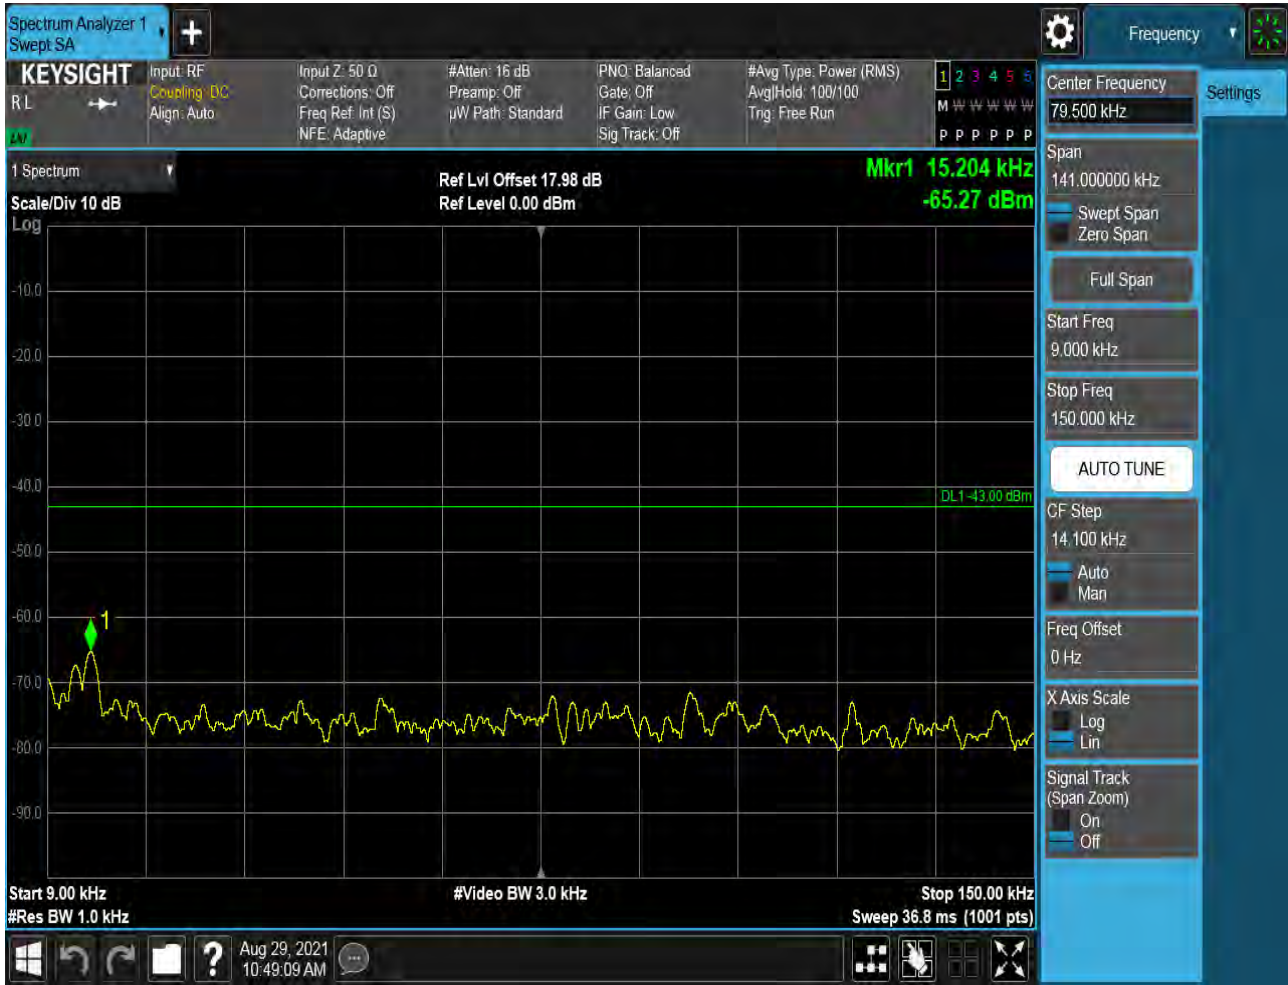 Spectrum Analyzer 1
Swept SA
Frequency
KEYSIGHT
R L
LXI
Input: RF
Coupling: DC
Align: Auto
Input Z: 50 Ω
Corrections: Off
Freq Ref: Int (S)
NFE: Adaptive
#Atten: 16 dB
Preamp: Off
µW Path: Standard
PNO: Balanced
Gate: Off
IF Gain: Low
Sig Track: Off
#Avg Type: Power (RMS)
Avg|Hold: 100/100
Trig: Free Run
1 2 3 4 5 6
M W W W W W
P P P P P P
1 Spectrum
Scale/Div 10 dB
Log
Ref Lvl Offset 17.98 dB
Ref Level 0.00 dBm
Mkr1 15.204 kHz
-65.27 dBm
-10.0
-20.0
-30.0
-40.0
DL1 -43.00 dBm
-50.0
-60.0
1
-70.0
-80.0
-90.0
Start 9.00 kHz
#Res BW 1.0 kHz
#Video BW 3.0 kHz
Stop 150.00 kHz
Sweep 36.8 ms (1001 pts)
?
Aug 29, 2021
10:49:09 AM
Center Frequency
79.500 kHz
Settings
Span
141.000000 kHz
Swept Span
Zero Span
Full Span
Start Freq
9.000 kHz
Stop Freq
150.000 kHz
AUTO TUNE
CF Step
14.100 kHz
Auto
Man
Freq Offset
0 Hz
X Axis Scale
Log
Lin
Signal Track
(Span Zoom)
On
Off